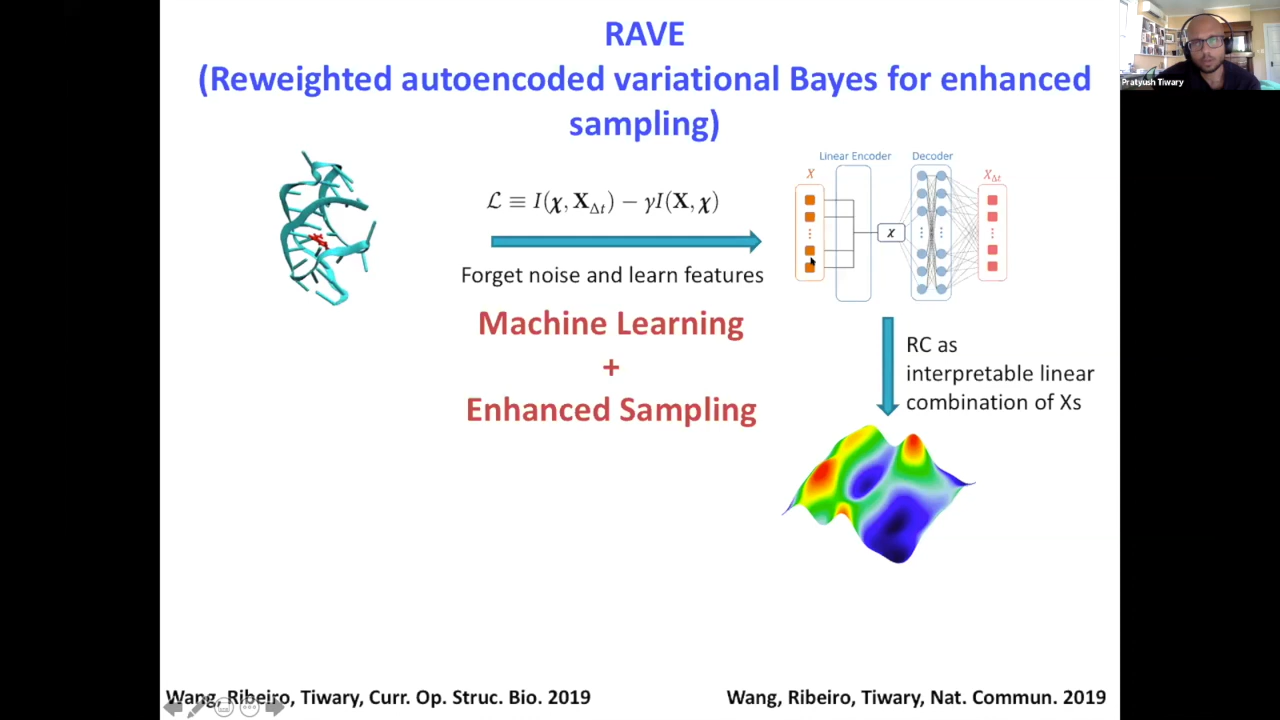 RAVE
(Reweighted autoencoded variational Bayes for enhanced
sampling)
Pratyush Tiwary
Linear Encoder
Decoder
X
X_Δt
ℒ ≡ I(χ, X_Δt) − γI(X, χ)
χ
Forget noise and learn features
Machine Learning
+
Enhanced Sampling
RC as
interpretable linear
combination of Xs
Wang, Ribeiro, Tiwary, Curr. Op. Struc. Bio. 2019
Wang, Ribeiro, Tiwary, Nat. Commun. 2019